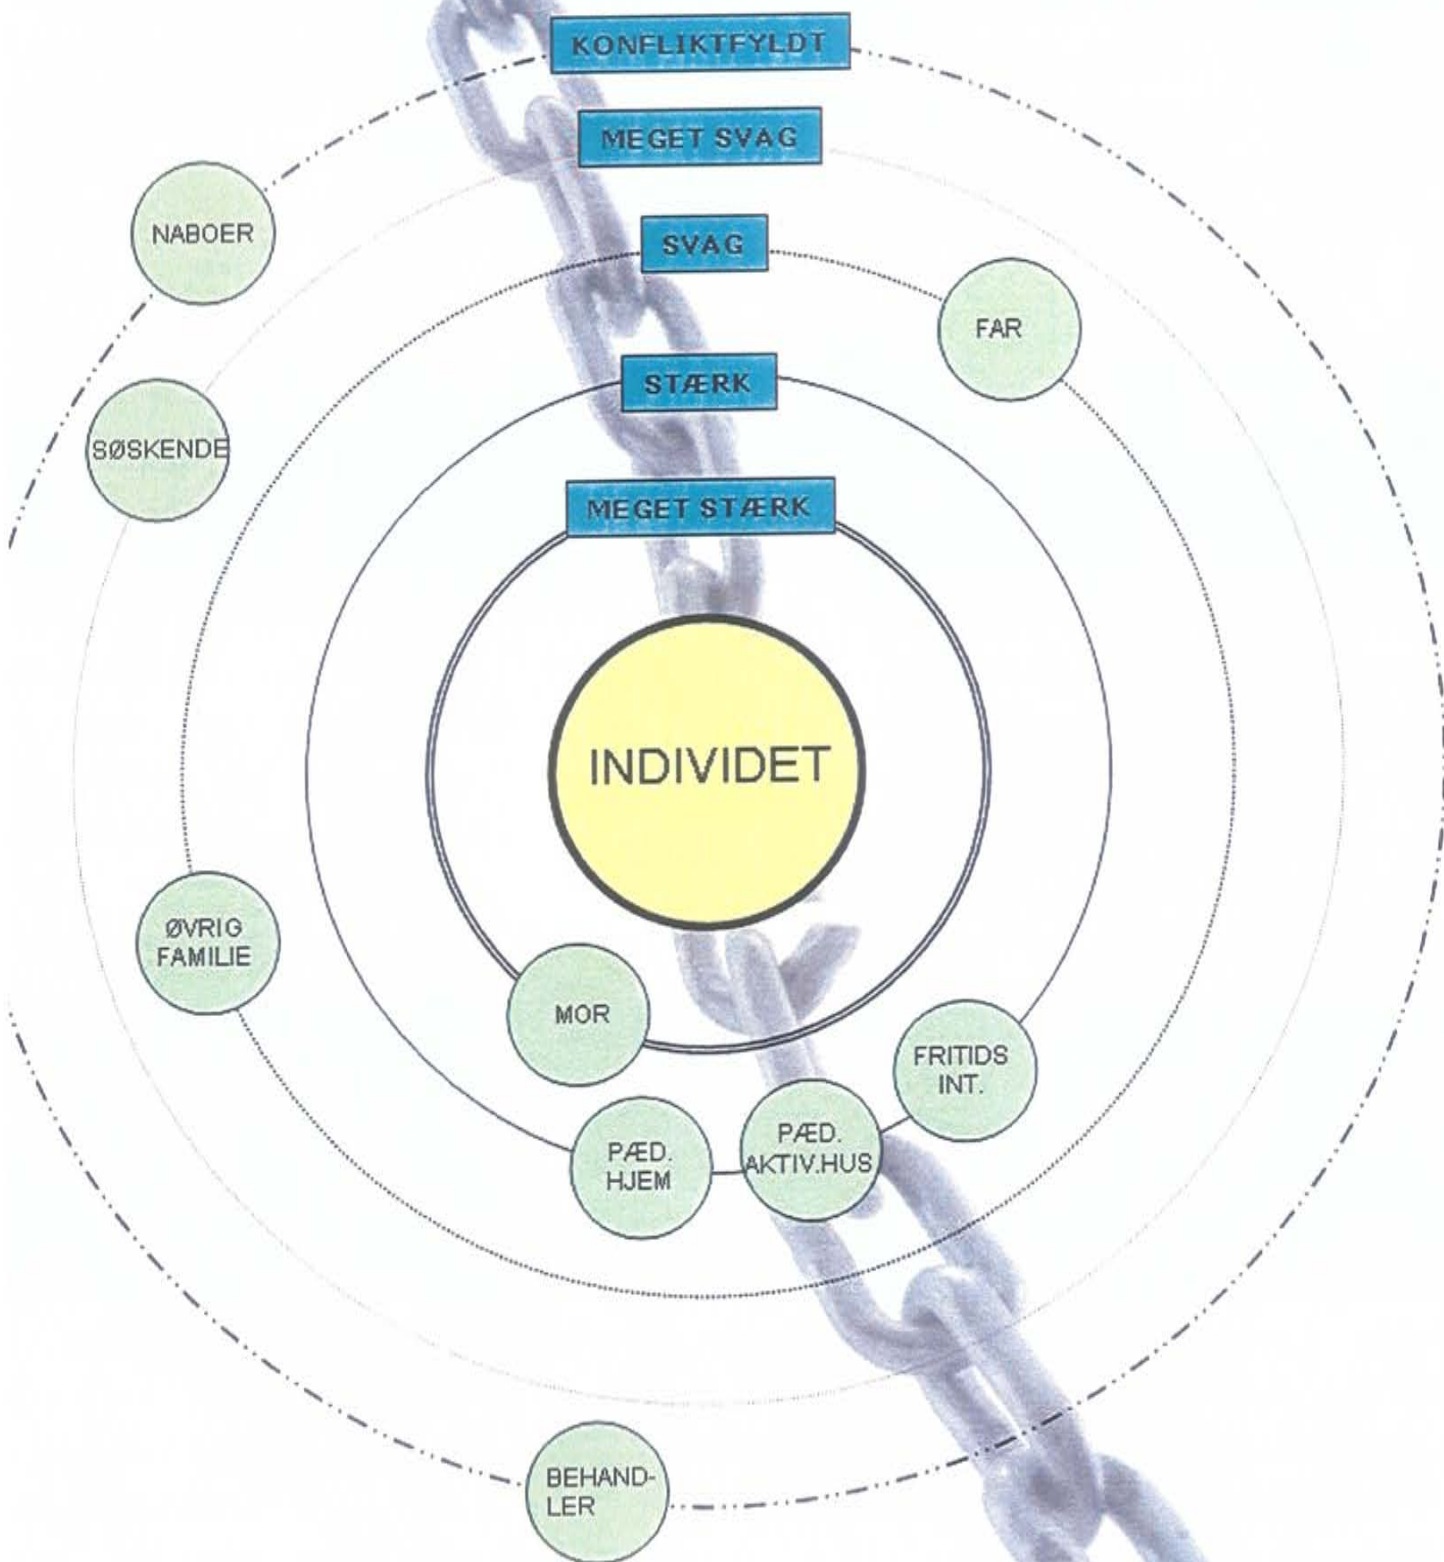 KONFLIKTFYLDT
MEGET SVAG
NABOER
SVAG
FAR
STÆRK
SØSKENDE
MEGET STÆRK
INDIVIDET
ØVRIG
FAMILIE
MOR
FRITIDS
INT.
PÆD.
AKTIV.HUS
PÆD.
HJEM
BEHAND-
LER